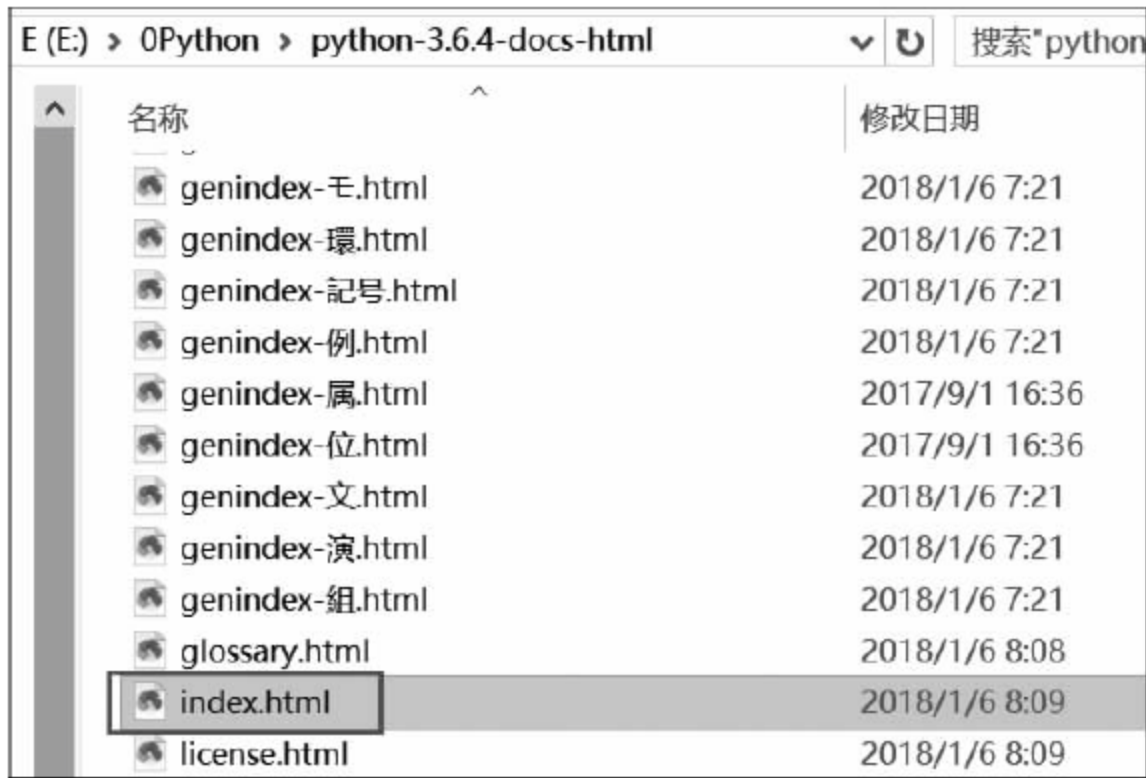 E (E:) > 0Python > python-3.6.4-docs-html 搜索"python
名称 修改日期
genindex-モ.html 2018/1/6 7:21
genindex-環.html 2018/1/6 7:21
genindex-記号.html 2018/1/6 7:21
genindex-例.html 2018/1/6 7:21
genindex-属.html 2017/9/1 16:36
genindex-位.html 2017/9/1 16:36
genindex-文.html 2018/1/6 7:21
genindex-演.html 2018/1/6 7:21
genindex-組.html 2018/1/6 7:21
glossary.html 2018/1/6 8:08
index.html 2018/1/6 8:09
license.html 2018/1/6 8:09